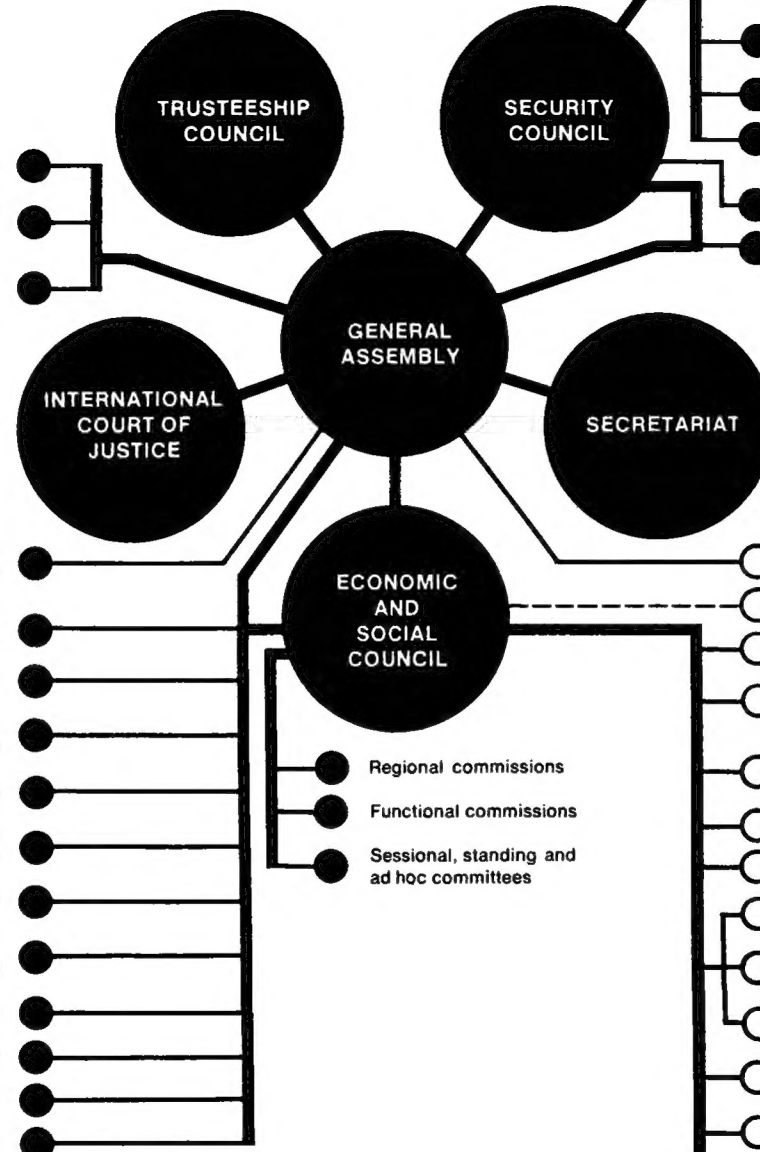 TRUSTEESHIP
COUNCIL
SECURITY
COUNCIL
GENERAL
ASSEMBLY
INTERNATIONAL
COURT OF
JUSTICE
SECRETARIAT
ECONOMIC
AND
SOCIAL
COUNCIL
Regional commissions
Functional commissions
Sessional, standing and
ad hoc committees